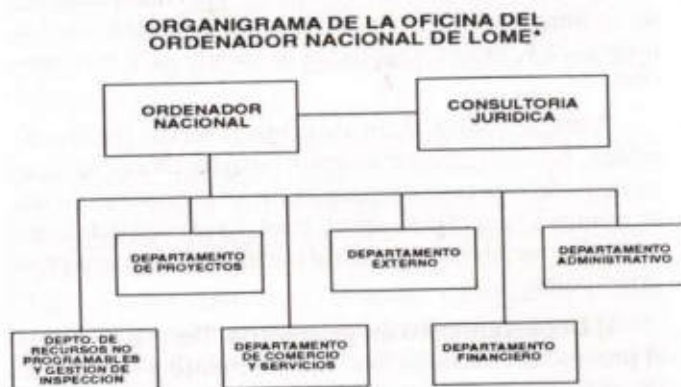 ORGANIGRAMA DE LA OFICINA DEL
ORDENADOR NACIONAL DE LOME*
ORDENADOR
NACIONAL
CONSULTORIA
JURIDICA
DEPARTAMENTO
DE PROYECTOS
DEPARTAMENTO
EXTERNO
DEPARTAMENTO
ADMINISTRATIVO
DEPTO. DE
RECURSOS NO
PROGRAMABLES
Y GESTION DE
INSPECCION
DEPARTAMENTO
DE COMERCIO
Y SERVICIOS
DEPARTAMENTO
FINANCIERO